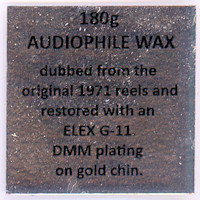 180g
AUDIOPHILE WAX
dubbed from the
original 1971 reels and
restored with an
ELEX G-11.
DMM plating
on gold chin.